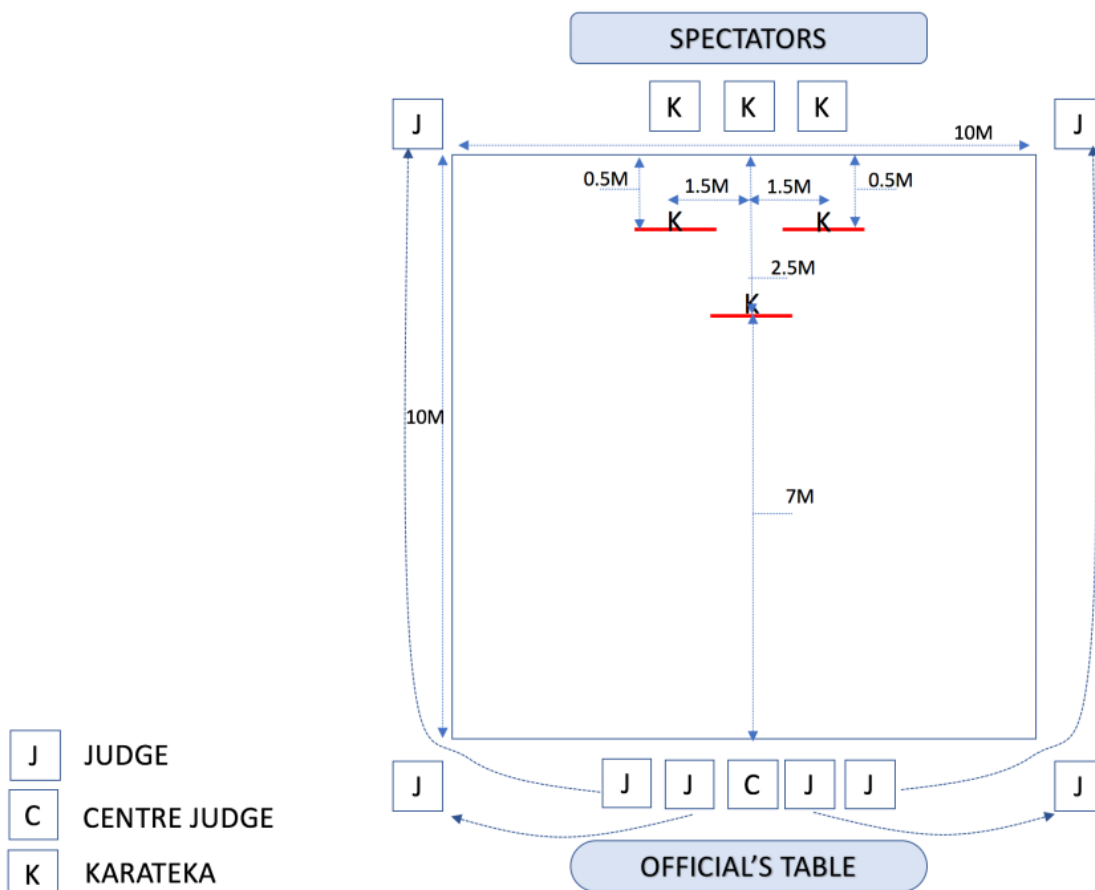 SPECTATORS
J
K
K
K
J
10M
0.5M
1.5M
1.5M
0.5M
K
K
2.5M
K
10M
7M
J JUDGE
J
J
J
C
J
J
J
C CENTRE JUDGE
K KARATEKA
OFFICIAL'S TABLE